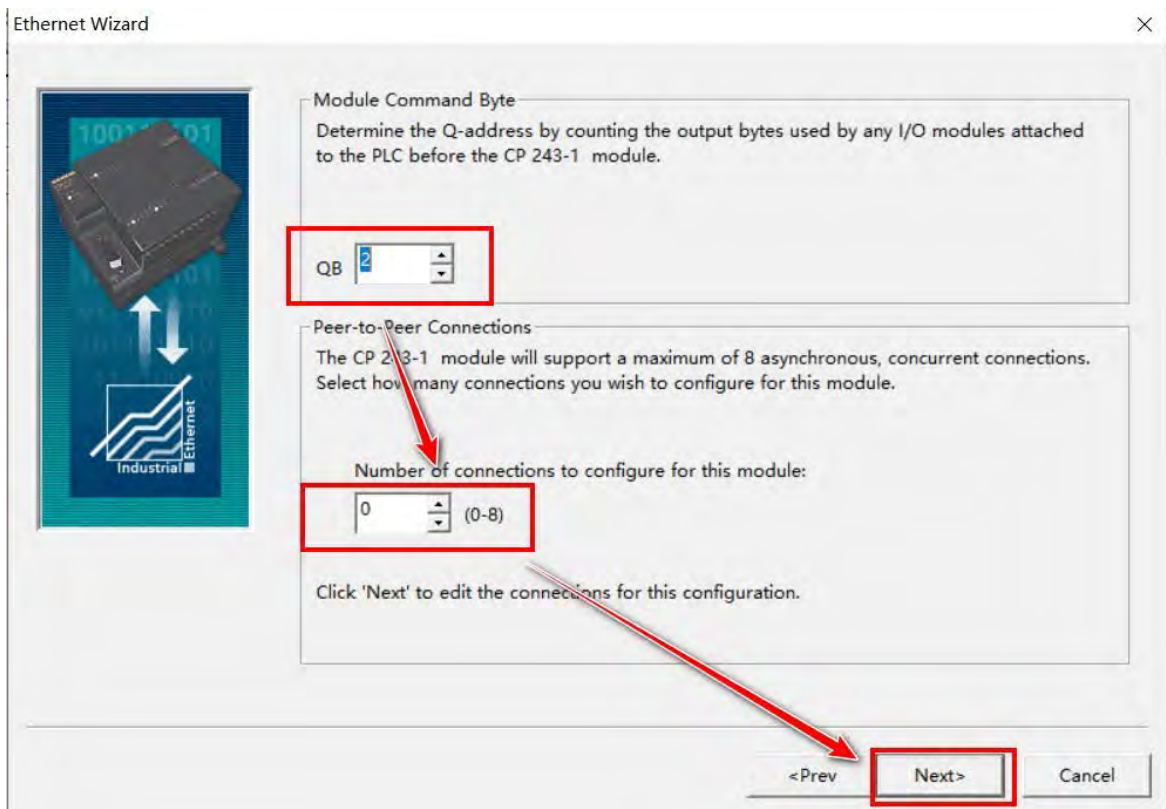 Ethernet Wizard
Module Command Byte
Determine the Q-address by counting the output bytes used by any I/O modules attached
to the PLC before the CP 243-1 module.
QB 2
Peer-to-Peer Connections
The CP 243-1 module will support a maximum of 8 asynchronous, concurrent connections.
Select how many connections you wish to configure for this module.
Number of connections to configure for this module:
0 (0-8)
Click 'Next' to edit the connections for this configuration.
Industrial
Ethernet
<Prev Next> Cancel